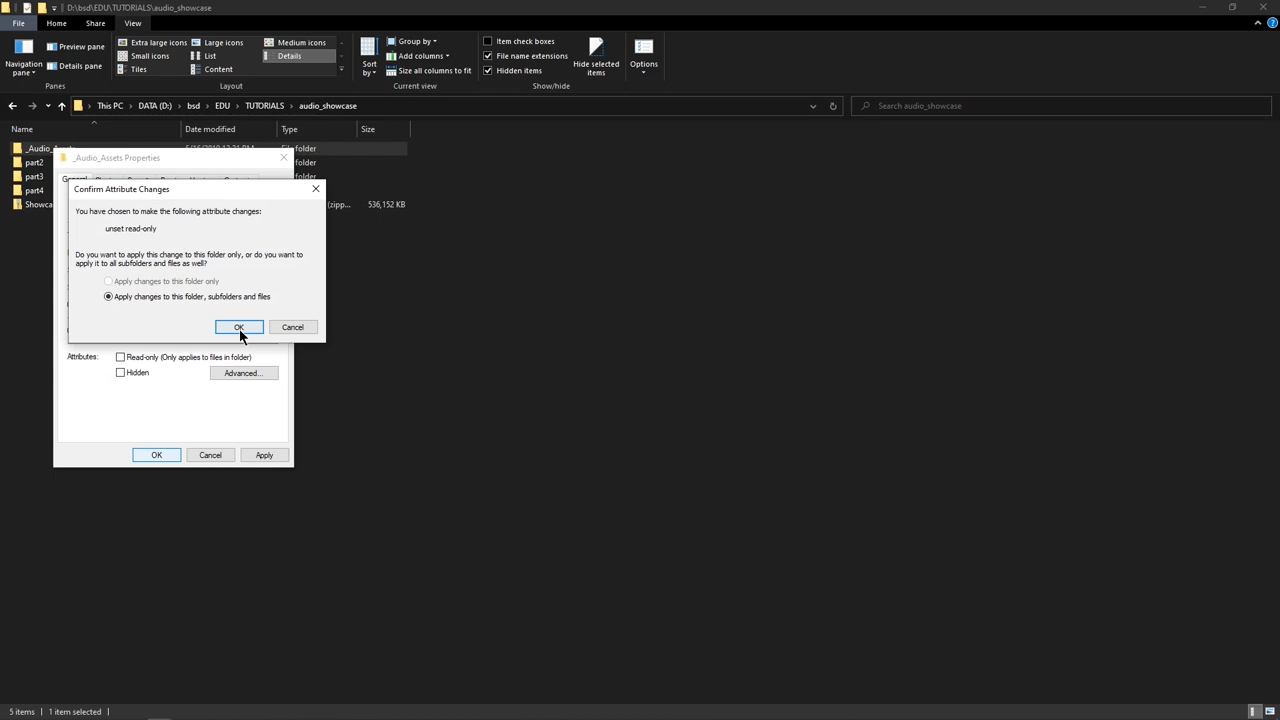 D:\bsd\EDU\TUTORIALS\audio_showcase
File Home Share View
Navigation pane
Preview pane
Details pane
Extra large icons Large icons Medium icons
Small icons List Details
Tiles Content
Sort by
Group by
Add columns
Size all columns to fit
Item check boxes
File name extensions
Hidden items
Hide selected items
Options
Panes Layout Current view Show/hide
This PC DATA (D:) bsd EDU TUTORIALS audio_showcase
Search audio_showcase
Name Date modified Type Size
part2
part3
part4
Showca (zipp... 536,152 KB
folder
folder
folder
_Audio_Assets Properties
Confirm Attribute Changes
You have chosen to make the following attribute changes:
unset read-only
Do you want to apply this change to this folder only, or do you want to
apply it to all subfolders and files as well?
Apply changes to this folder only
Apply changes to this folder, subfolders and files
OK Cancel
Attributes: Read-only (Only applies to files in folder)
Hidden Advanced...
OK Cancel Apply
5 items 1 item selected